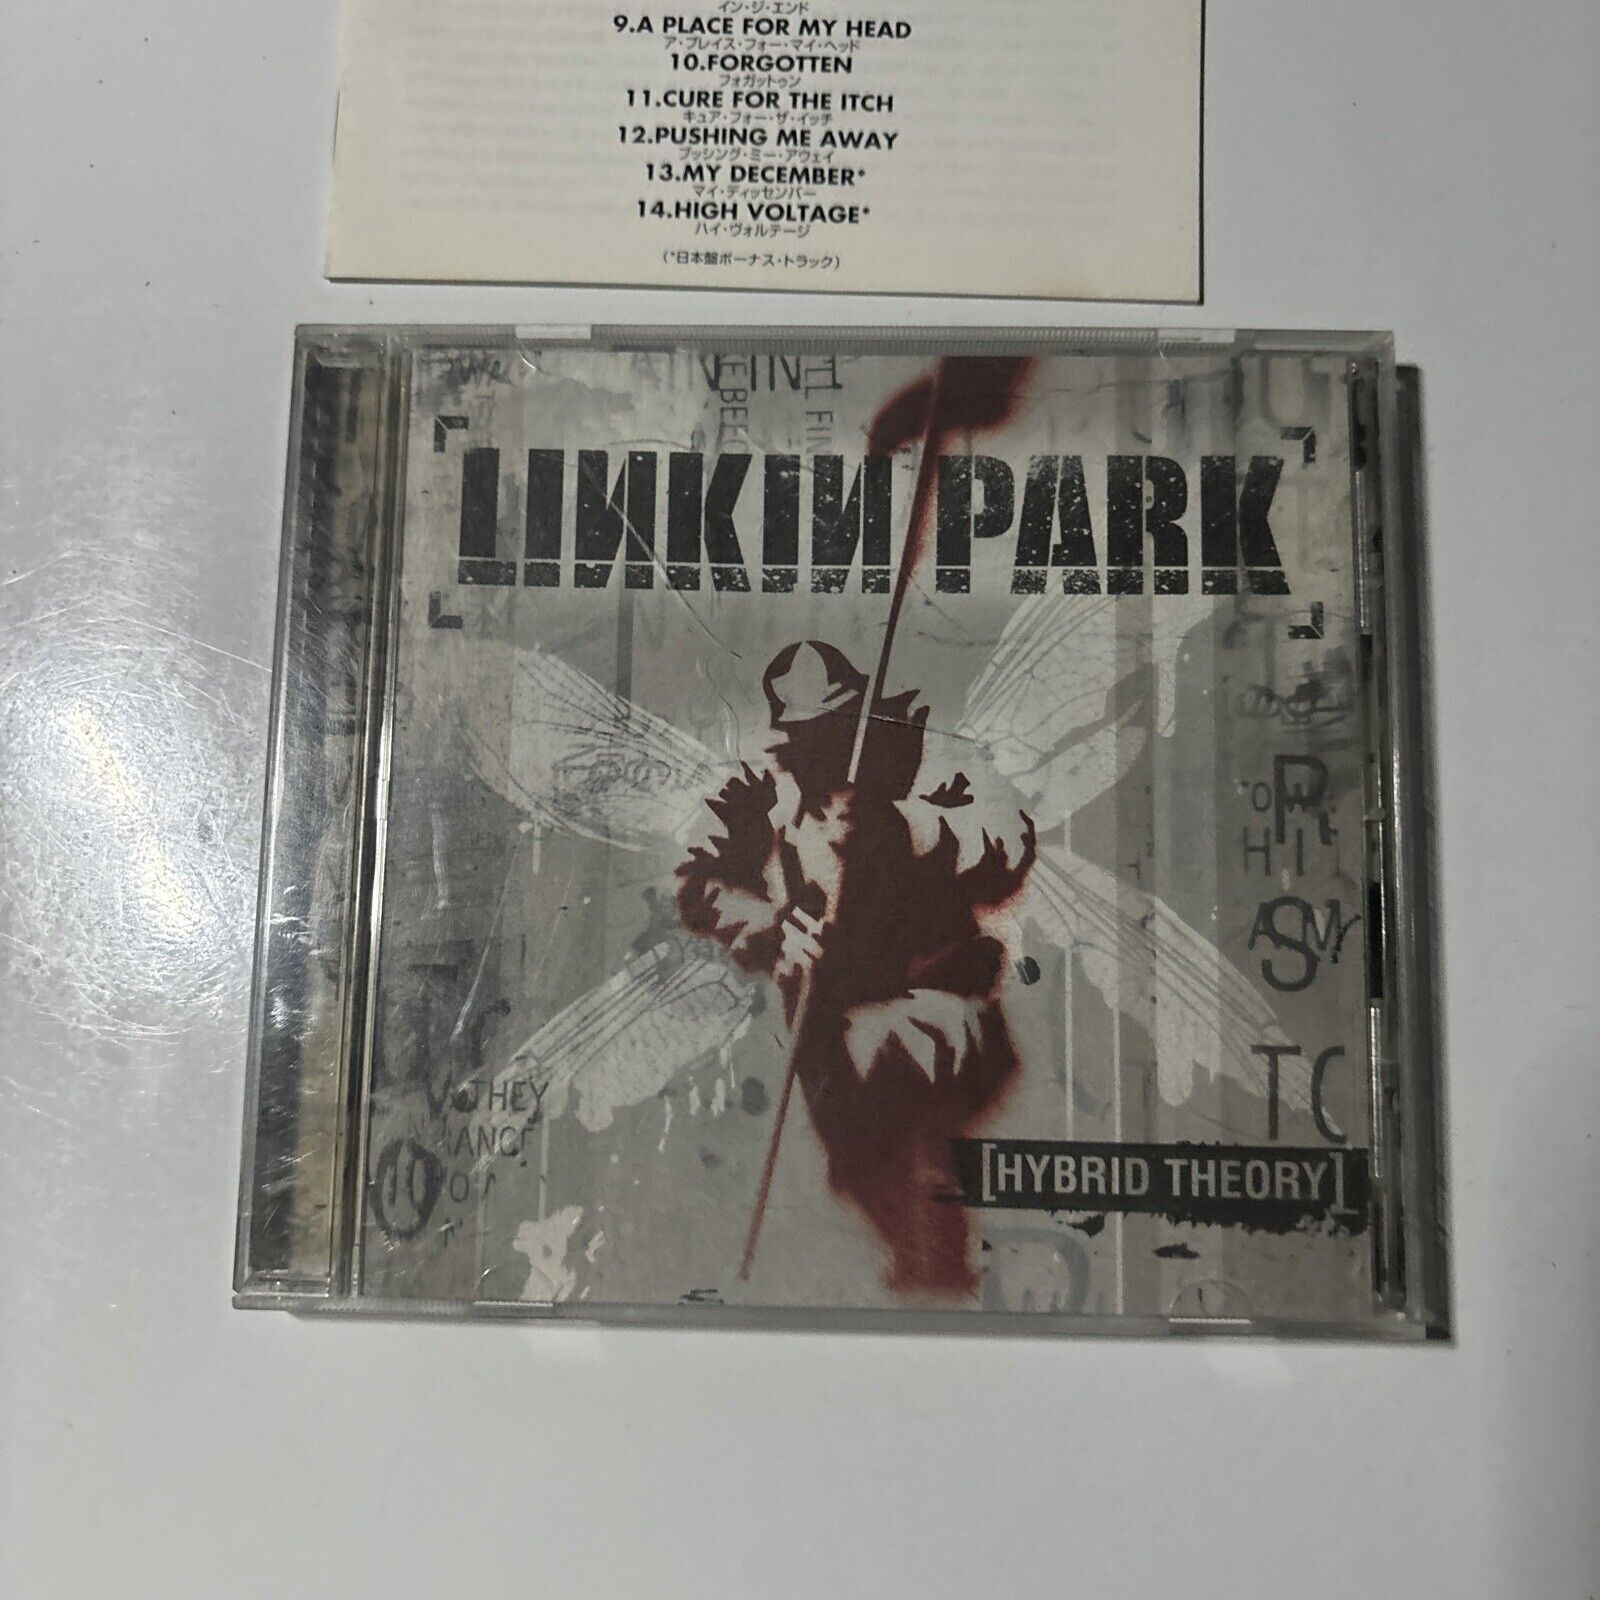 イン・ジ・エンド
9.A PLACE FOR MY HEAD
ア・プレイス・フォー・マイ・ヘッド
10.FORGOTTEN
フォガットゥン
11.CURE FOR THE ITCH
キュア・フォー・ザ・イッチ
12.PUSHING ME AWAY
プッシング・ミー・アウェイ
13.MY DECEMBER*
マイ・ディッセンバー
14.HIGH VOLTAGE*
ハイ・ヴォルテージ
(*日本盤ボーナス・トラック)
LINKIN PARK
THEY
[HYBRID THEORY]